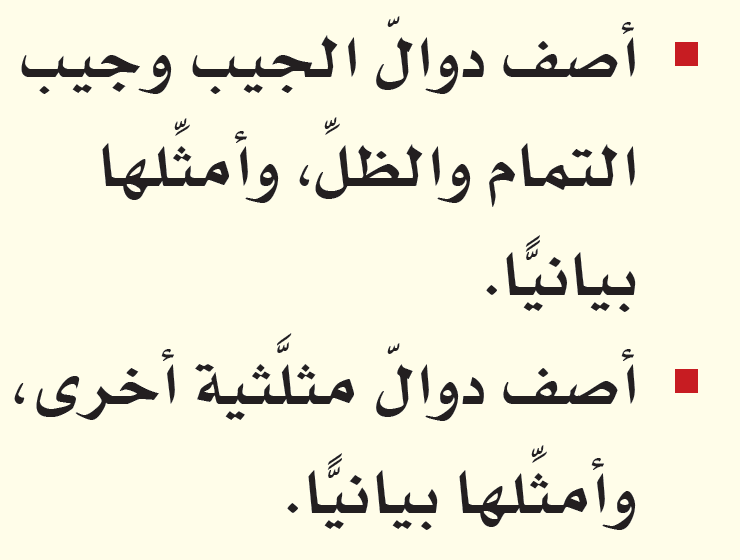 أصف دوالّ الجيب وجيب
التمام والظلِّ، وأمثِّلها
بيانيًّا.
أصف دوالّ مثلَّثية أخرى،
وأمثِّلها بيانيًّا.